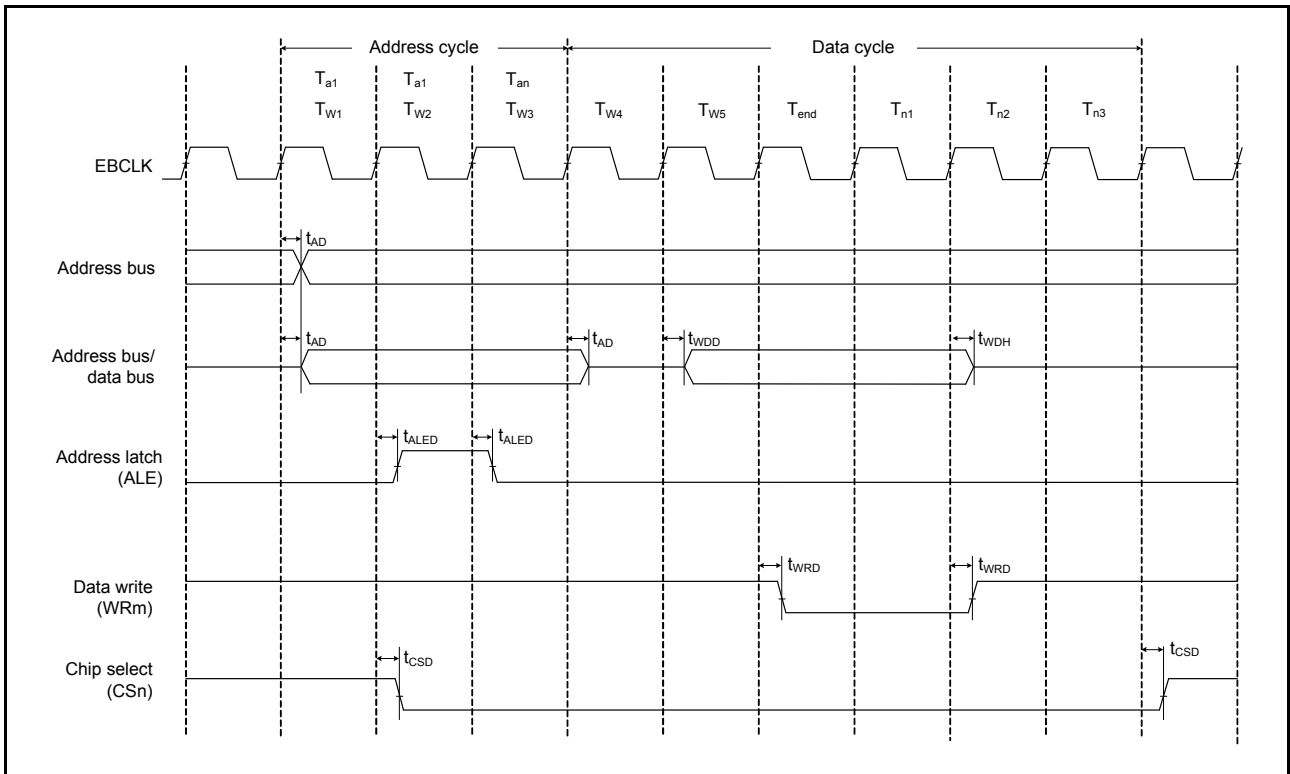 Address cycle Data cycle
Ta1 Ta1 Tan
TW1 TW2 TW3 TW4 TW5 Tend Tn1 Tn2 Tn3
EBCLK
tAD
Address bus
tAD tAD tWDD tWDH
Address bus/
data bus
tALED tALED
Address latch
(ALE)
tWRD tWRD
Data write
(WRm)
tCSD tCSD
Chip select
(CSn)